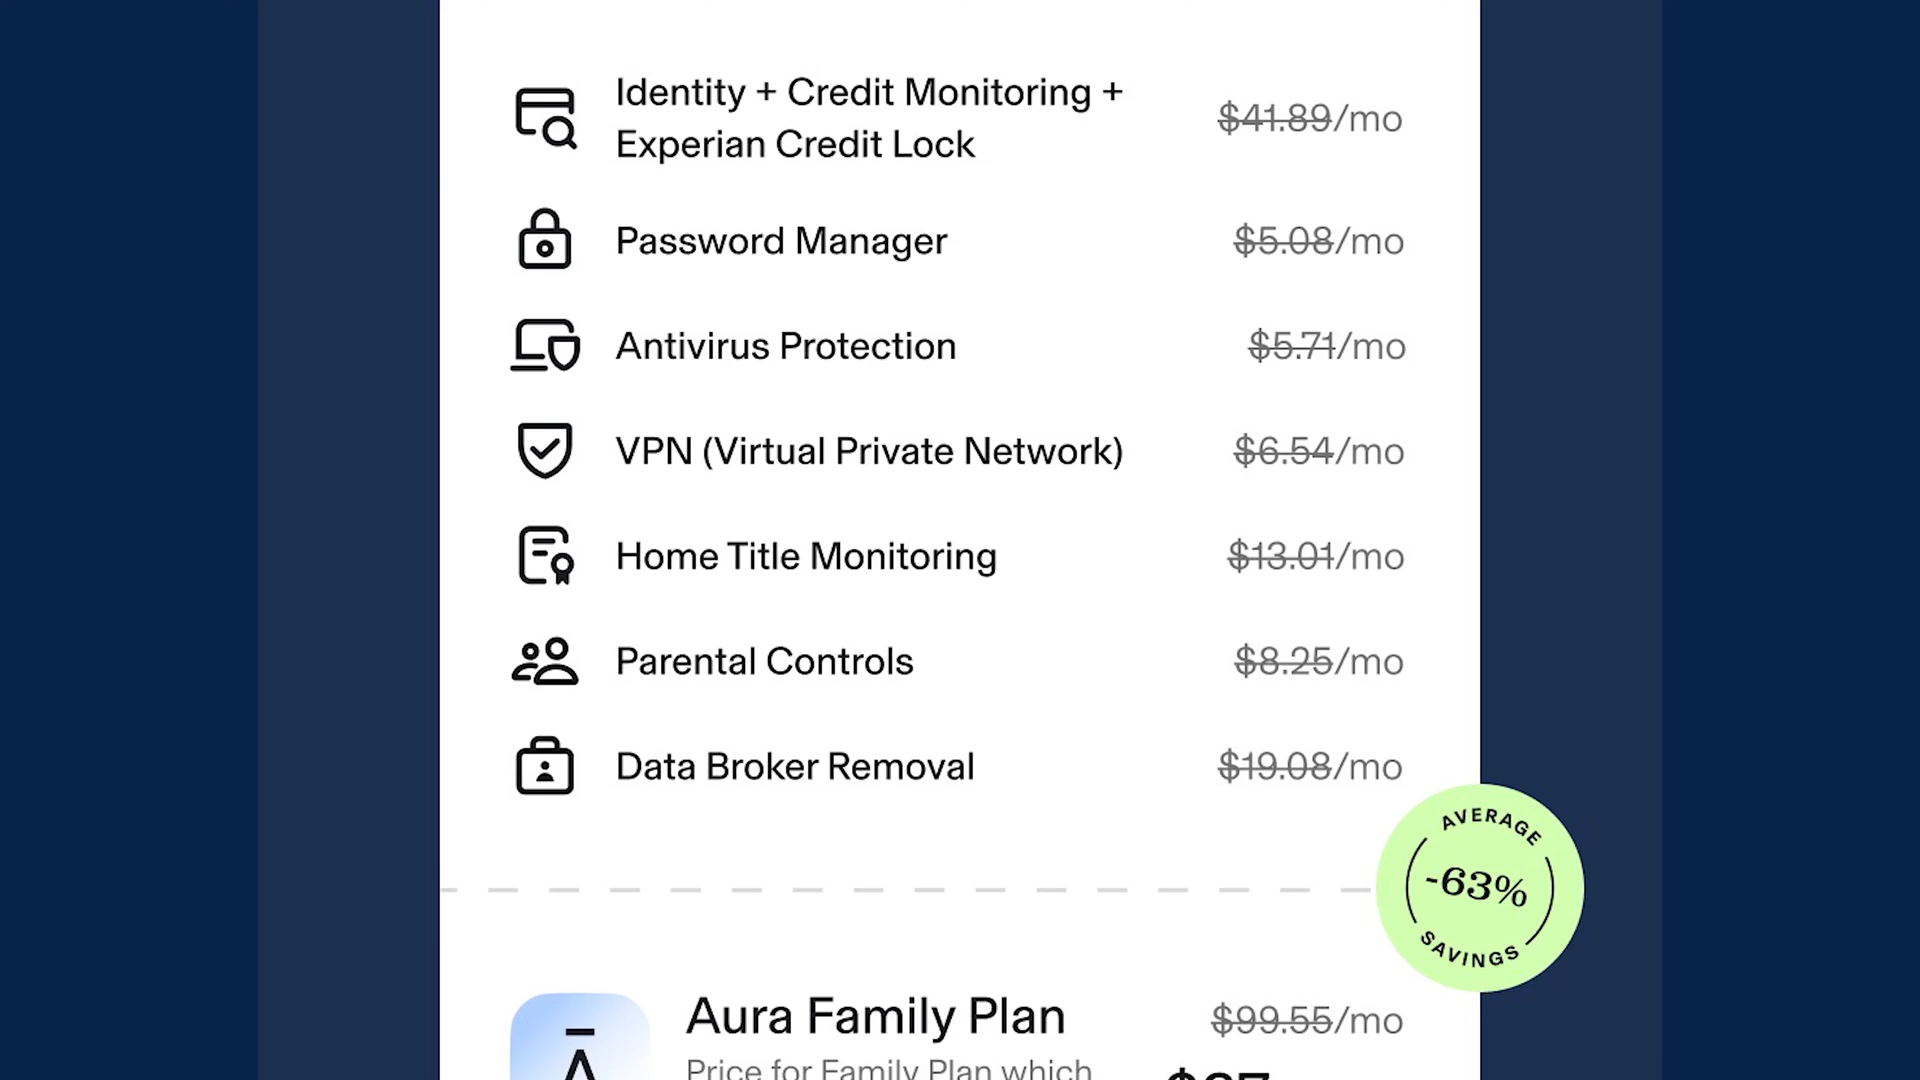 Identity + Credit Monitoring +
Experian Credit Lock
$41.89/mo
Password Manager
$5.08/mo
Antivirus Protection
$5.71/mo
VPN (Virtual Private Network)
$6.54/mo
Home Title Monitoring
$13.01/mo
Parental Controls
$8.25/mo
Data Broker Removal
$19.08/mo
AVERAGE
-63%
SAVINGS
Aura Family Plan
$99.55/mo
Price for Family Plan which